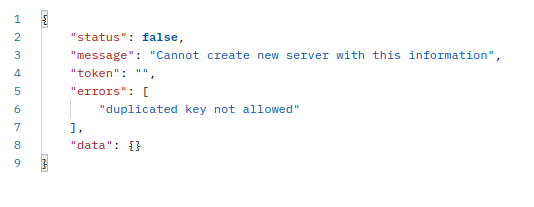 1 {
2 "status": false,
3 "message": "Cannot create new server with this information",
4 "token": "",
5 "errors": [
6 "duplicated key not allowed"
7 ],
8 "data": {}
9 }